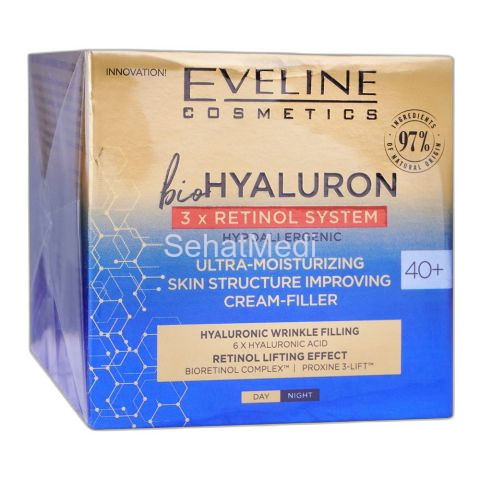 INNOVATION!
EVELINE
COSMETICS
INGREDIENTS
97%
OF NATURAL ORIGIN
bioHYALURON
3 x RETINOL SYSTEM
HYPOALLERGENIC
SehatMedi
ULTRA-MOISTURIZING
SKIN STRUCTURE IMPROVING
CREAM-FILLER
40+
HYALURONIC WRINKLE FILLING
6 X HYALURONIC ACID
RETINOL LIFTING EFFECT
BIORETINOL COMPLEX™ | PROXINE 3-LIFT™
DAY NIGHT